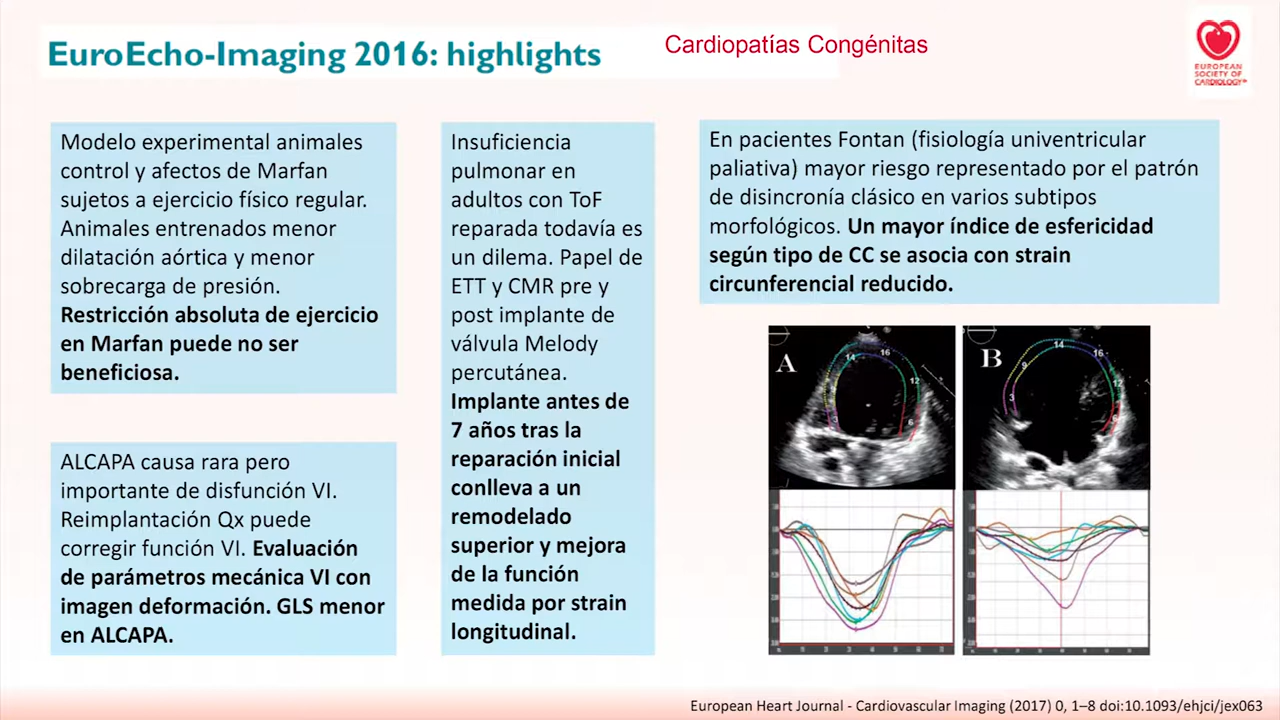 EuroEcho-Imaging 2016: highlights
Cardiopatías Congénitas
EUROPEAN
SOCIETY OF
CARDIOLOGY®
Modelo experimental animales
control y afectos de Marfan
sujetos a ejercicio físico regular.
Animales entrenados menor
dilatación aórtica y menor
sobrecarga de presión.
Restricción absoluta de ejercicio
en Marfan puede no ser
beneficiosa.
ALCAPA causa rara pero
importante de disfunción VI.
Reimplantación Qx puede
corregir función VI. Evaluación
de parámetros mecánica VI con
imagen deformación. GLS menor
en ALCAPA.
Insuficiencia
pulmonar en
adultos con ToF
reparada todavía es
un dilema. Papel de
ETT y CMR pre y
post implante de
válvula Melody
percutánea.
Implante antes de
7 años tras la
reparación inicial
conlleva a un
remodelado
superior y mejora
de la función
medida por strain
longitudinal.
En pacientes Fontan (fisiología univentricular
paliativa) mayor riesgo representado por el patrón
de disincronía clásico en varios subtipos
morfológicos. Un mayor índice de esfericidad
según tipo de CC se asocia con strain
circunferencial reducido.
A
14
16
12
3
6
B
14
16
9
12
3
6
European Heart Journal - Cardiovascular Imaging (2017) 0, 1–8 doi:10.1093/ehjci/jex063